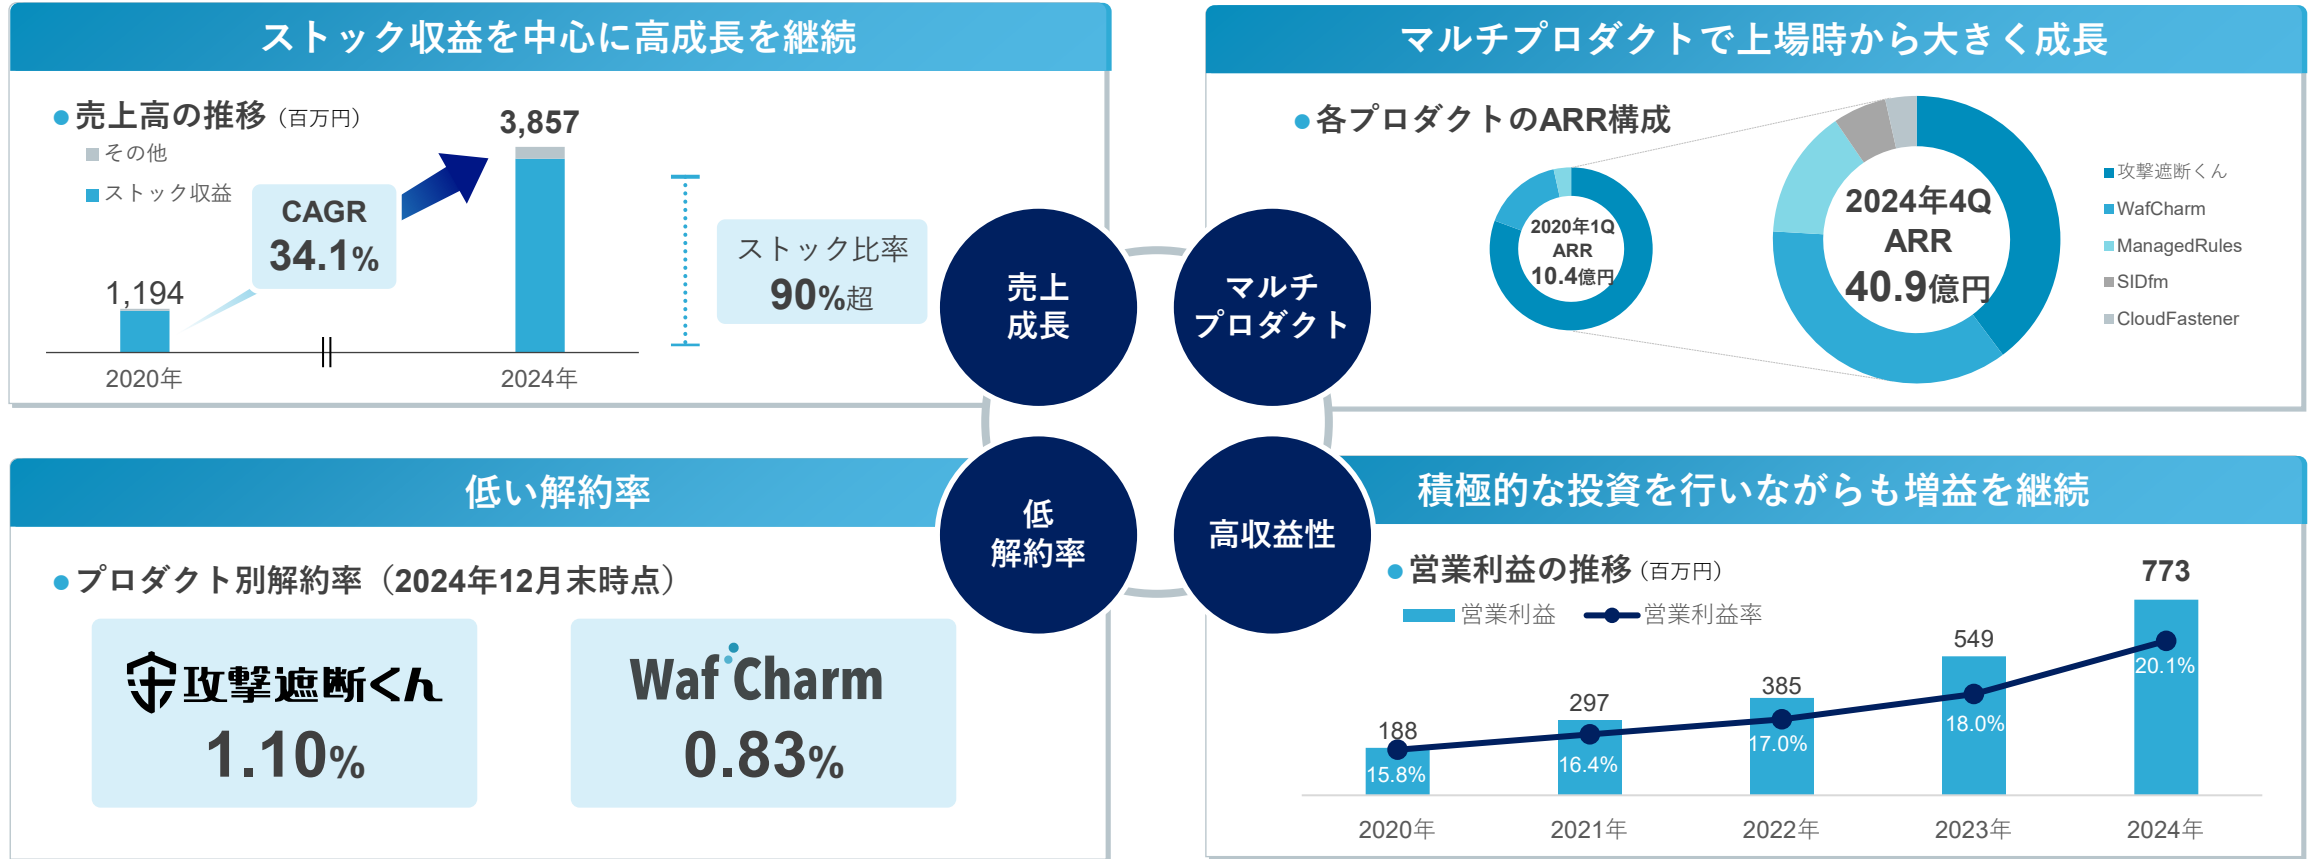 ストック収益を中心に高成長を継続
●売上高の推移（百万円）
その他
ストック収益
CAGR
34.1%
1,194
3,857
2020年
2024年
ストック比率
90%超
マルチプロダクトで上場時から大きく成長
●各プロダクトのARR構成
2020年1Q
ARR
10.4億円
2024年4Q
ARR
40.9億円
攻撃遮断くん
WafCharm
ManagedRules
SIDfm
CloudFastener
売上
成長
マルチ
プロダクト
低
解約率
高収益性
低い解約率
●プロダクト別解約率（2024年12月末時点）
攻撃遮断くん
1.10%
WafCharm
0.83%
積極的な投資を行いながらも増益を継続
●営業利益の推移（百万円）
営業利益
営業利益率
188
297
385
549
773
15.8%
16.4%
17.0%
18.0%
20.1%
2020年
2021年
2022年
2023年
2024年